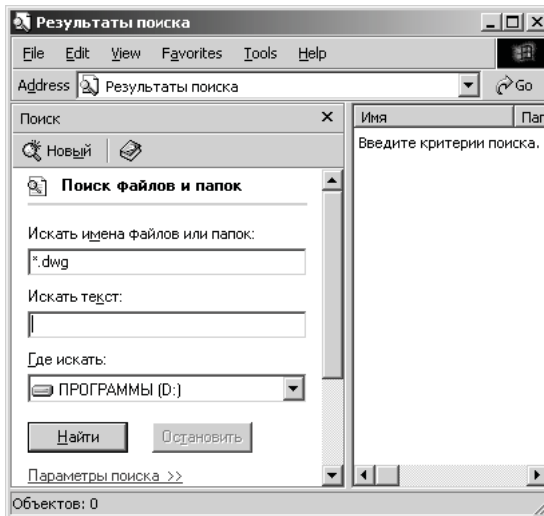 Результаты поиска
File Edit View Favorites Tools Help
Address Результаты поиска Go
Поиск
Новый
Поиск файлов и папок
Искать имена файлов или папок:
*.dwg
Искать текст:
Где искать:
ПРОГРАММЫ (D:)
Найти Остановить
Параметры поиска >>
Имя Пап
Введите критерии поиска.
Объектов: 0